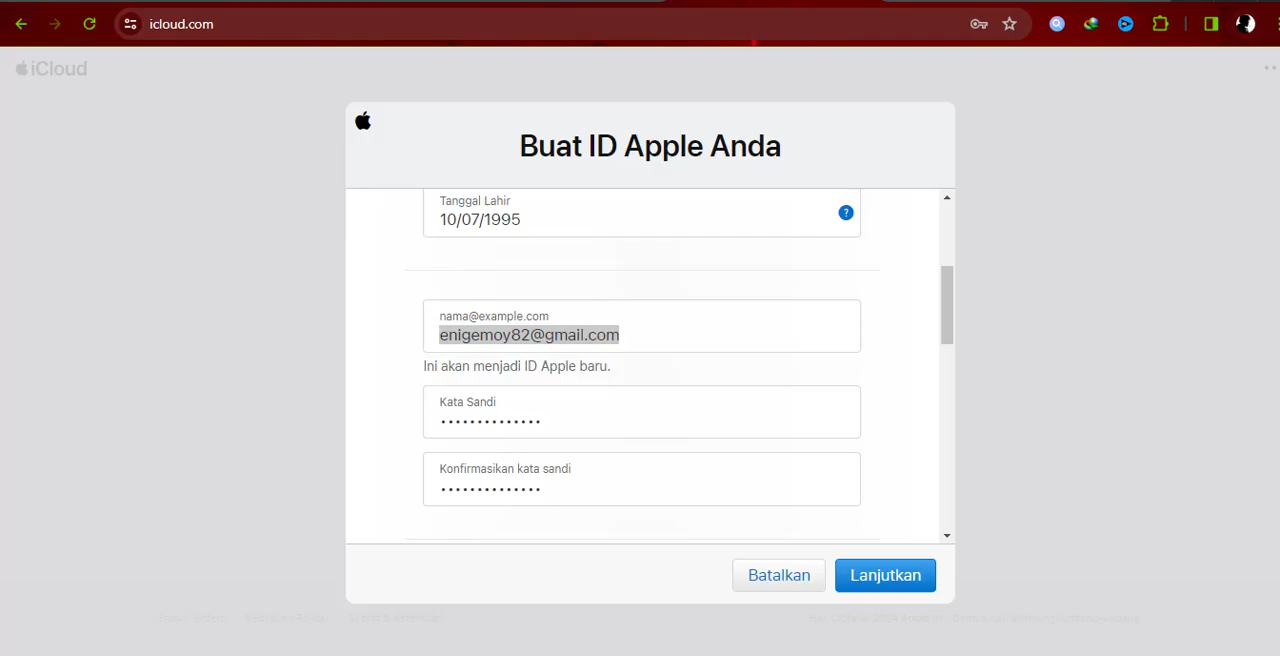 icloud.com
iCloud
Buat ID Apple Anda
Tanggal Lahir
10/07/1995
?
nama@example.com
enigemoy82@gmail.com
Ini akan menjadi ID Apple baru.
Kata Sandi
••••••••••••••
Konfirmasikan kata sandi
••••••••••••••
Batalkan
Lanjutkan